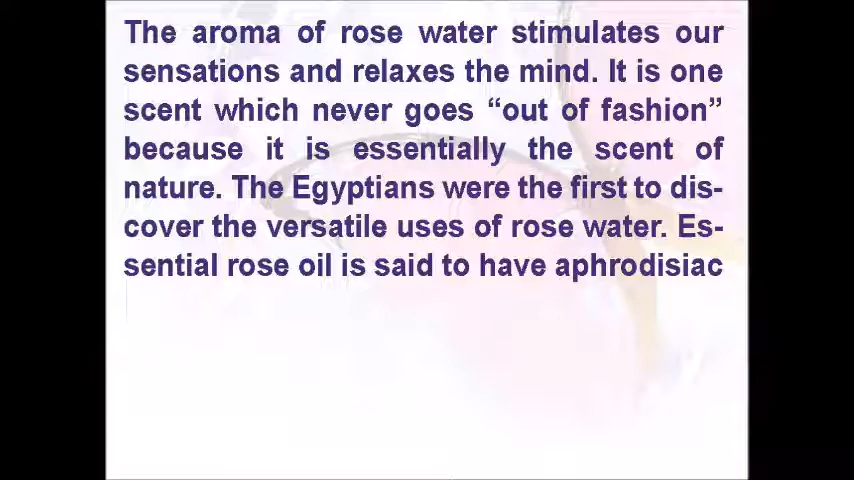 The aroma of rose water stimulates our
sensations and relaxes the mind. It is one
scent which never goes “out of fashion”
because it is essentially the scent of
nature. The Egyptians were the first to dis-
cover the versatile uses of rose water. Es-
sential rose oil is said to have aphrodisiac